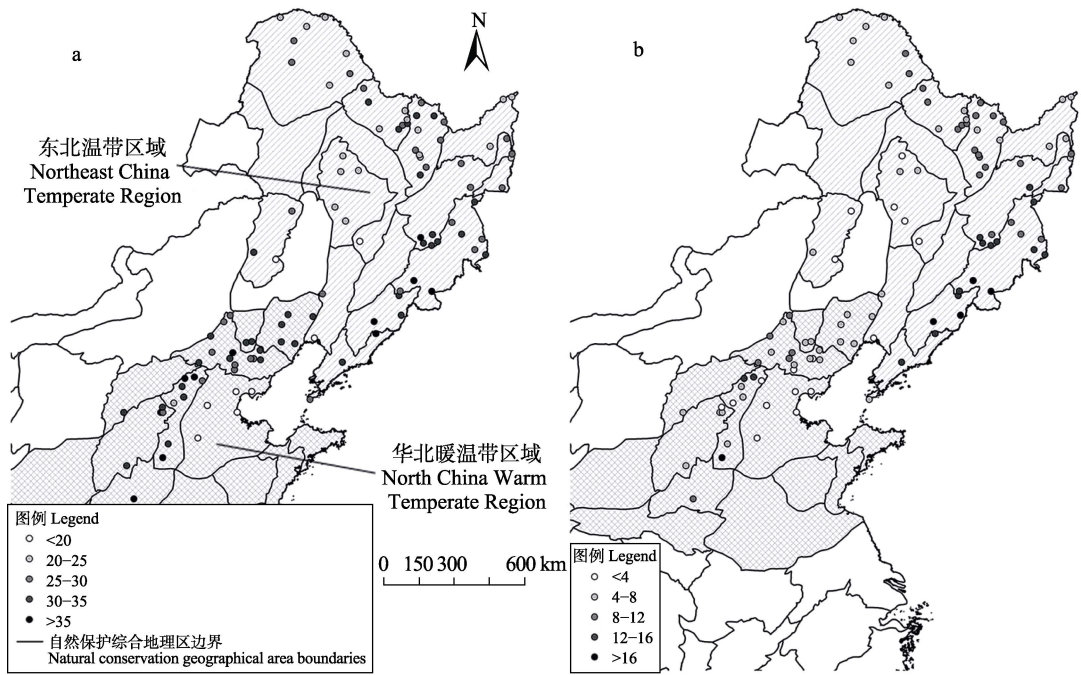 a
N
b
东北温带区域
Northeast China
Temperate Region
华北暖温带区域
North China Warm
Temperate Region
图例 Legend
<20
20−25
25−30
30−35
>35
自然保护综合地理区边界
Natural conservation geographical area boundaries
0 150 300 600 km
图例 Legend
<4
4−8
8−12
12−16
>16